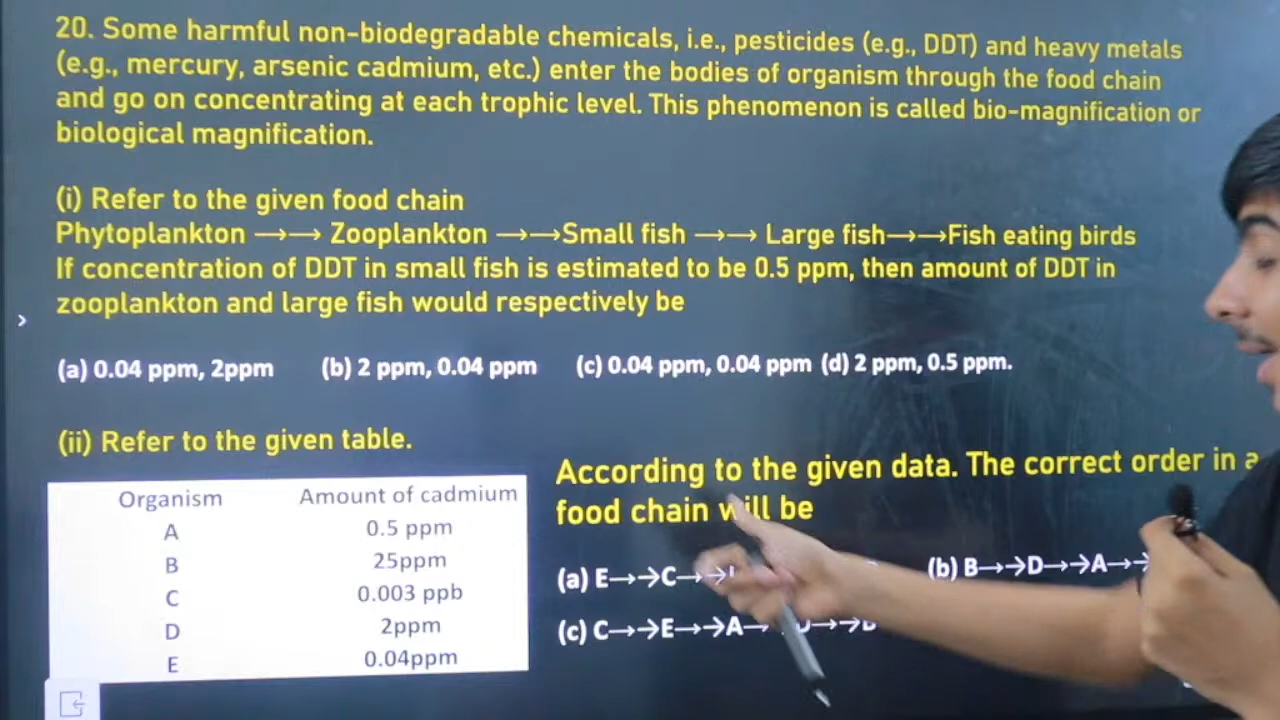 20. Some harmful non-biodegradable chemicals, i.e., pesticides (e.g., DDT) and heavy metals
(e.g., mercury, arsenic cadmium, etc.) enter the bodies of organism through the food chain
and go on concentrating at each trophic level. This phenomenon is called bio-magnification or
biological magnification.
(i) Refer to the given food chain
Phytoplankton →→ Zooplankton →→Small fish →→ Large fish→→Fish eating birds
If concentration of DDT in small fish is estimated to be 0.5 ppm, then amount of DDT in
zooplankton and large fish would respectively be
(a) 0.04 ppm, 2ppm (b) 2 ppm, 0.04 ppm (c) 0.04 ppm, 0.04 ppm (d) 2 ppm, 0.5 ppm.
(ii) Refer to the given table.
Organism Amount of cadmium
A 0.5 ppm
B 25ppm
C 0.003 ppb
D 2ppm
E 0.04ppm
According to the given data. The correct order in a
food chain will be
(a) E→→C→→
(b) B→→D→→A→→
(c) C→→E→→A→